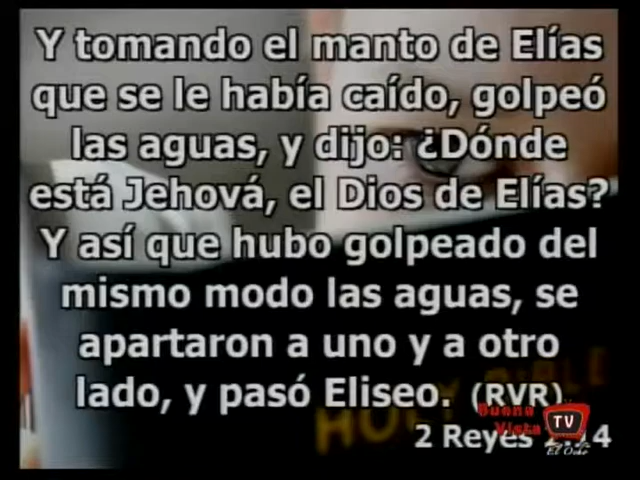 Y tomando el manto de Elías
que se le había caído, golpeó
las aguas, y dijo: ¿Dónde
está Jehová, el Dios de Elías?
Y así que hubo golpeado del
mismo modo las aguas, se
apartaron a uno y a otro
lado, y pasó Eliseo. (RVR)
HOLY BIBLE
Buena
Vista TV
2 Reyes 2:14